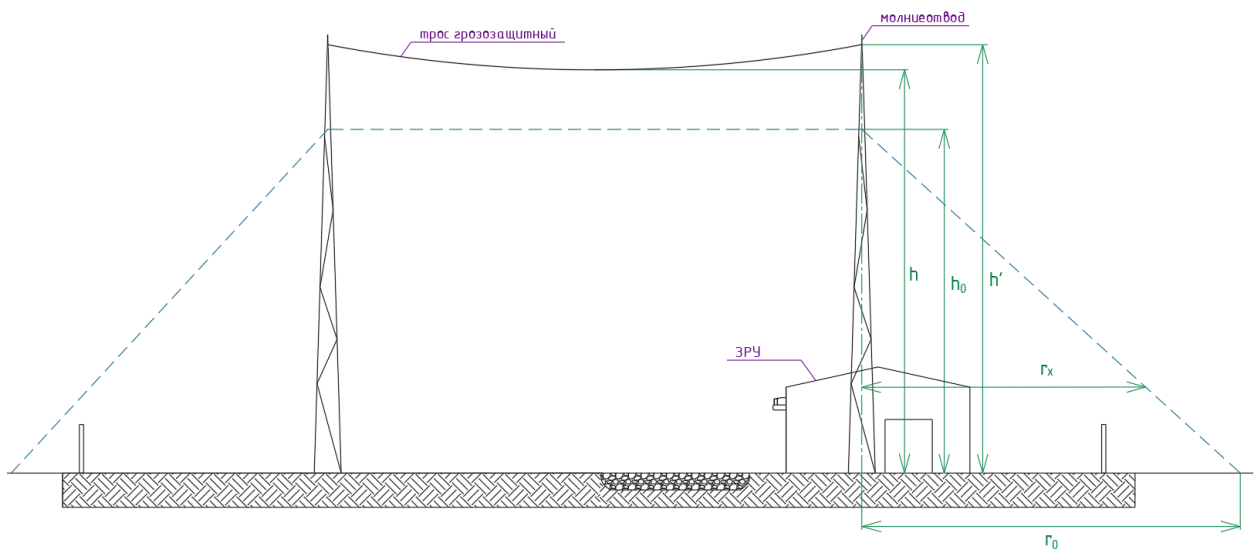 молниеотвод
трос грозозащитный
h
h₀
h‘
ЗРУ
rₓ
r₀